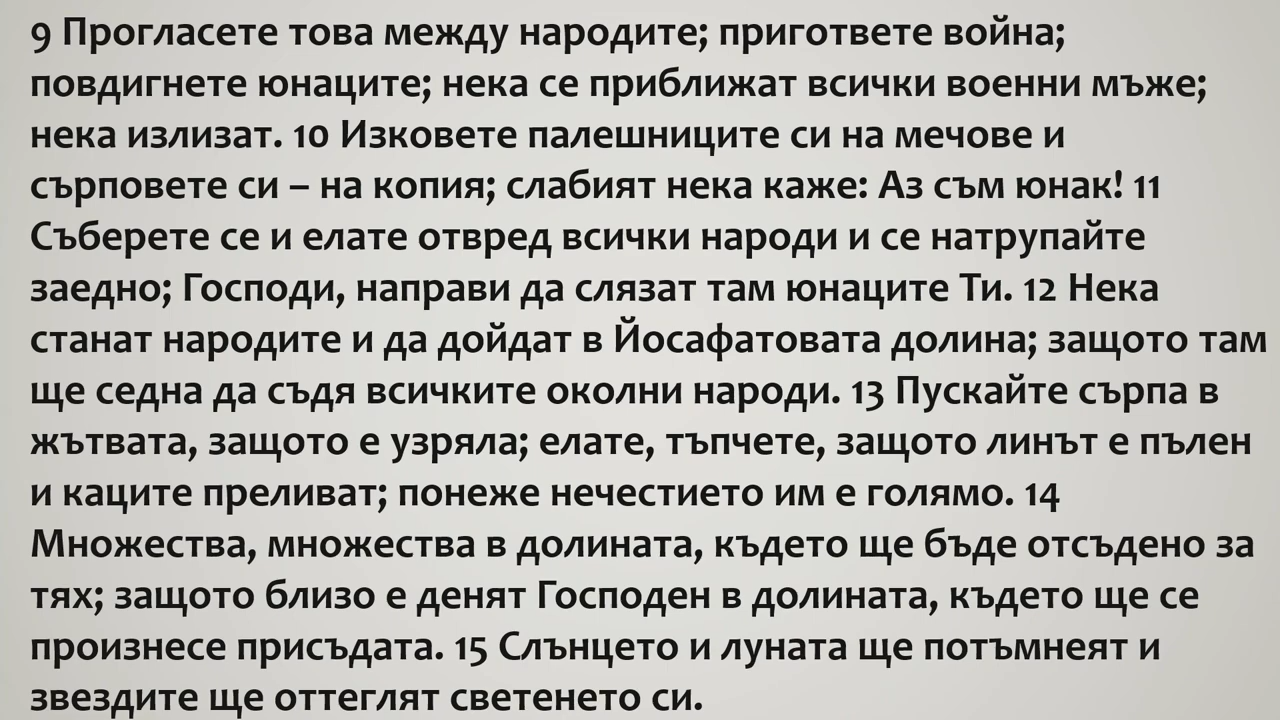 9 Прогласете това между народите; пригответе война;
повдигнете юнаците; нека се приближат всички военни мъже;
нека излизат. 10 Изковете палешниците си на мечове и
сърповете си – на копия; слабият нека каже: Аз съм юнак! 11
Съберете се и елате отвред всички народи и се натрупайте
заедно; Господи, направи да слязат там юнаците Ти. 12 Нека
станат народите и да дойдат в Йосафатовата долина; защото там
ще седна да съдя всичките околни народи. 13 Пускайте сърпа в
жътвата, защото е узряла; елате, тъпчете, защото линът е пълен
и каците преливат; понеже нечестието им е голямо. 14
Множества, множества в долината, където ще бъде отсъдено за
тях; защото близо е денят Господен в долината, където ще се
произнесе присъдата. 15 Слънцето и луната ще потъмнеят и
звездите ще оттеглят светенето си.